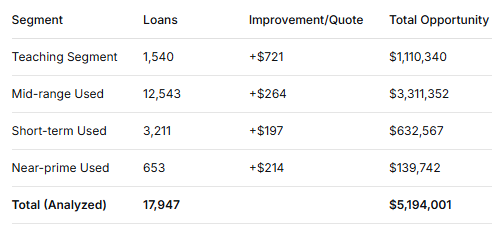 Segment Loans Improvement/Quote Total Opportunity
Teaching Segment 1,540 +$721 $1,110,340
Mid-range Used 12,543 +$264 $3,311,352
Short-term Used 3,211 +$197 $632,567
Near-prime Used 653 +$214 $139,742
Total (Analyzed) 17,947 $5,194,001